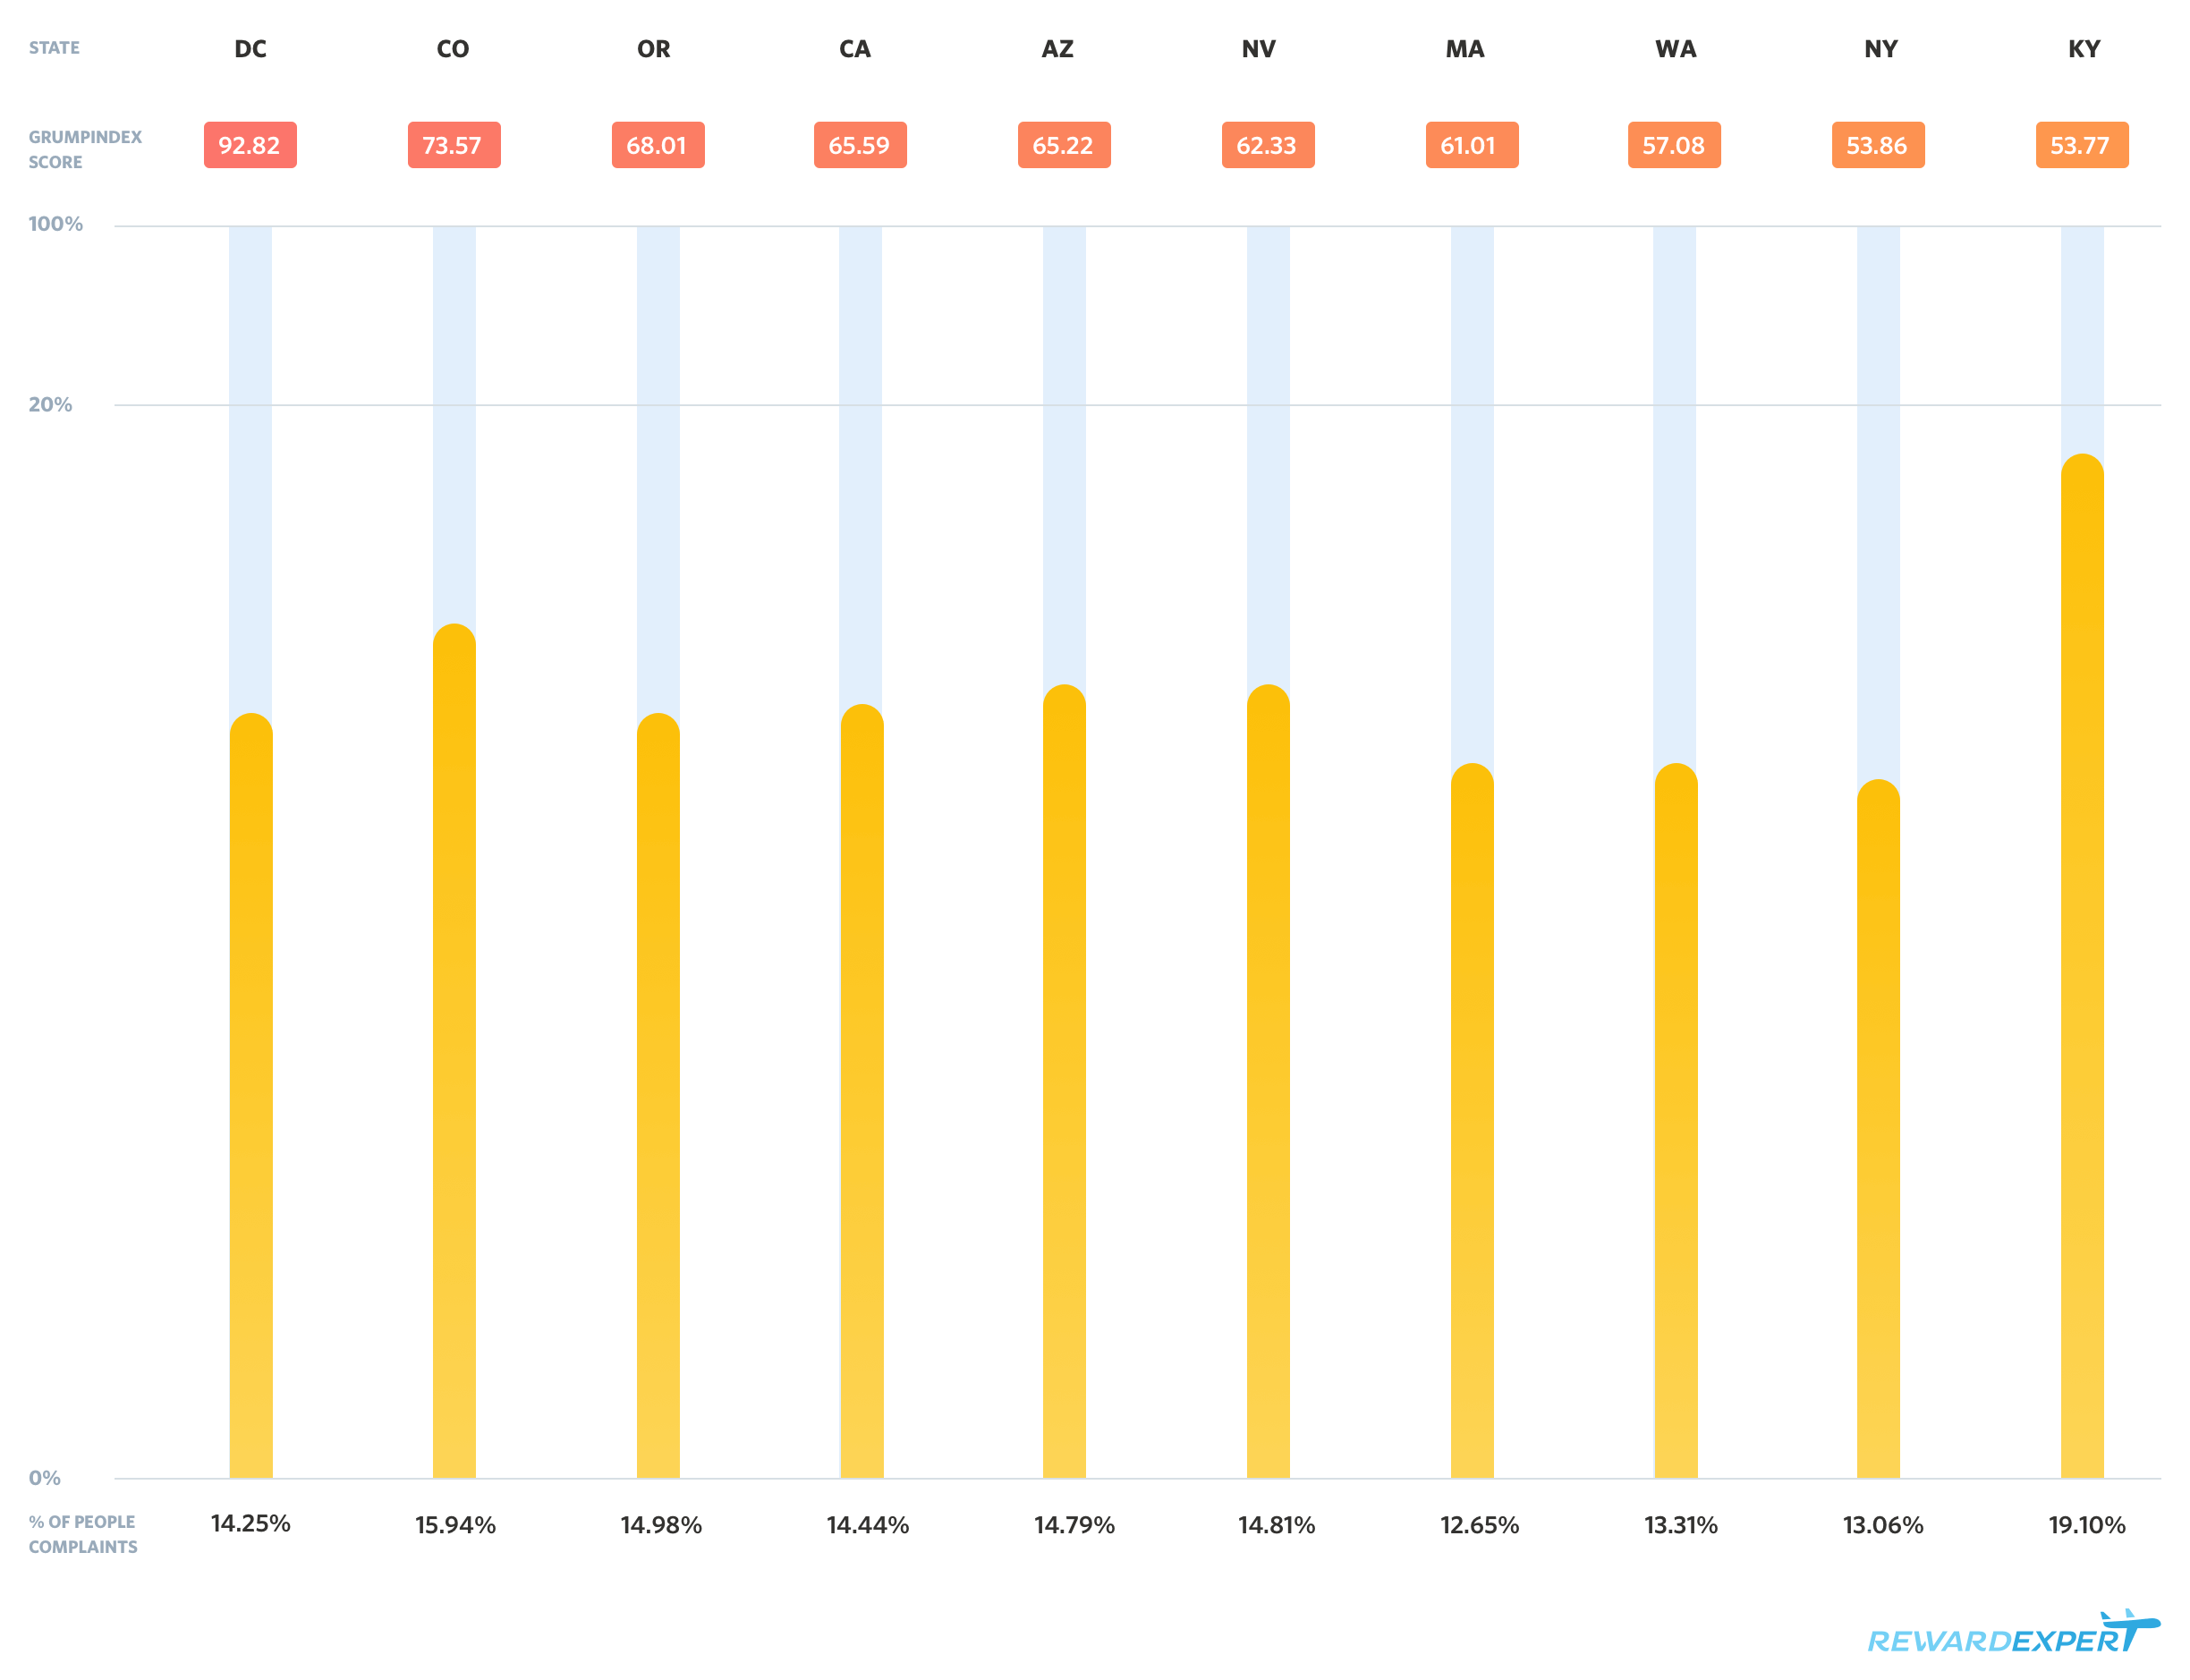 STATE DC CO OR CA AZ NV MA WA NY KY
GRUMPINDEX
SCORE
92.82 73.57 68.01 65.59 65.22 62.33 61.01 57.08 53.86 53.77
100%
20%
0%
% OF PEOPLE
COMPLAINTS
14.25% 15.94% 14.98% 14.44% 14.79% 14.81% 12.65% 13.31% 13.06% 19.10%
REWARDEXPERT